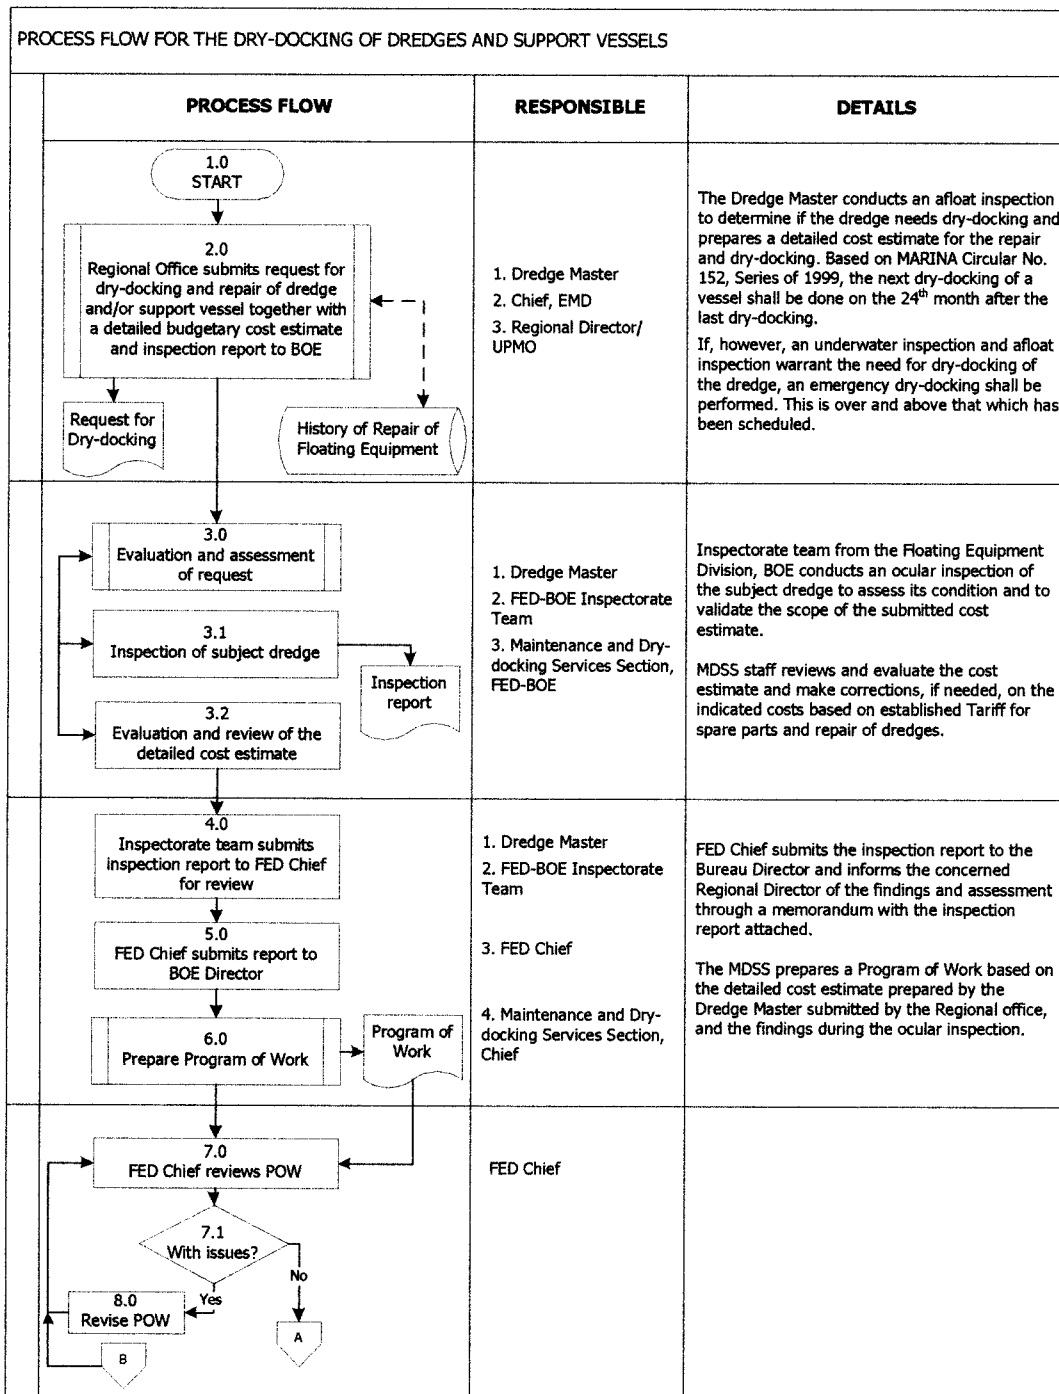 PROCESS FLOW FOR THE DRY-DOCKING OF DREDGES AND SUPPORT VESSELS
PROCESS FLOW
RESPONSIBLE
DETAILS
1.0
START
2.0
Regional Office submits request for
dry-docking and repair of dredge
and/or support vessel together with
a detailed budgetary cost estimate
and inspection report to BOE
Request for
Dry-docking
History of Repair of
Floating Equipment
1. Dredge Master
2. Chief, EMD
3. Regional Director/
UPMO
The Dredge Master conducts an afloat inspection
to determine if the dredge needs dry-docking and
prepares a detailed cost estimate for the repair
and dry-docking. Based on MARINA Circular No.
152, Series of 1999, the next dry-docking of a
vessel shall be done on the 24th month after the
last dry-docking.
If, however, an underwater inspection and afloat
inspection warrant the need for dry-docking of
the dredge, an emergency dry-docking shall be
performed. This is over and above that which has
been scheduled.
3.0
Evaluation and assessment
of request
3.1
Inspection of subject dredge
Inspection
report
3.2
Evaluation and review of the
detailed cost estimate
1. Dredge Master
2. FED-BOE Inspectorate
Team
3. Maintenance and Dry-
docking Services Section,
FED-BOE
Inspectorate team from the Floating Equipment
Division, BOE conducts an ocular inspection of
the subject dredge to assess its condition and to
validate the scope of the submitted cost
estimate.
MDSS staff reviews and evaluate the cost
estimate and make corrections, if needed, on the
indicated costs based on established Tariff for
spare parts and repair of dredges.
4.0
Inspectorate team submits
inspection report to FED Chief
for review
5.0
FED Chief submits report to
BOE Director
6.0
Prepare Program of Work
Program of
Work
1. Dredge Master
2. FED-BOE Inspectorate
Team
3. FED Chief
4. Maintenance and Dry-
docking Services Section,
Chief
FED Chief submits the inspection report to the
Bureau Director and informs the concerned
Regional Director of the findings and assessment
through a memorandum with the inspection
report attached.
The MDSS prepares a Program of Work based on
the detailed cost estimate prepared by the
Dredge Master submitted by the Regional office,
and the findings during the ocular inspection.
7.0
FED Chief reviews POW
7.1
With issues?
No
Yes
8.0
Revise POW
A
B
FED Chief